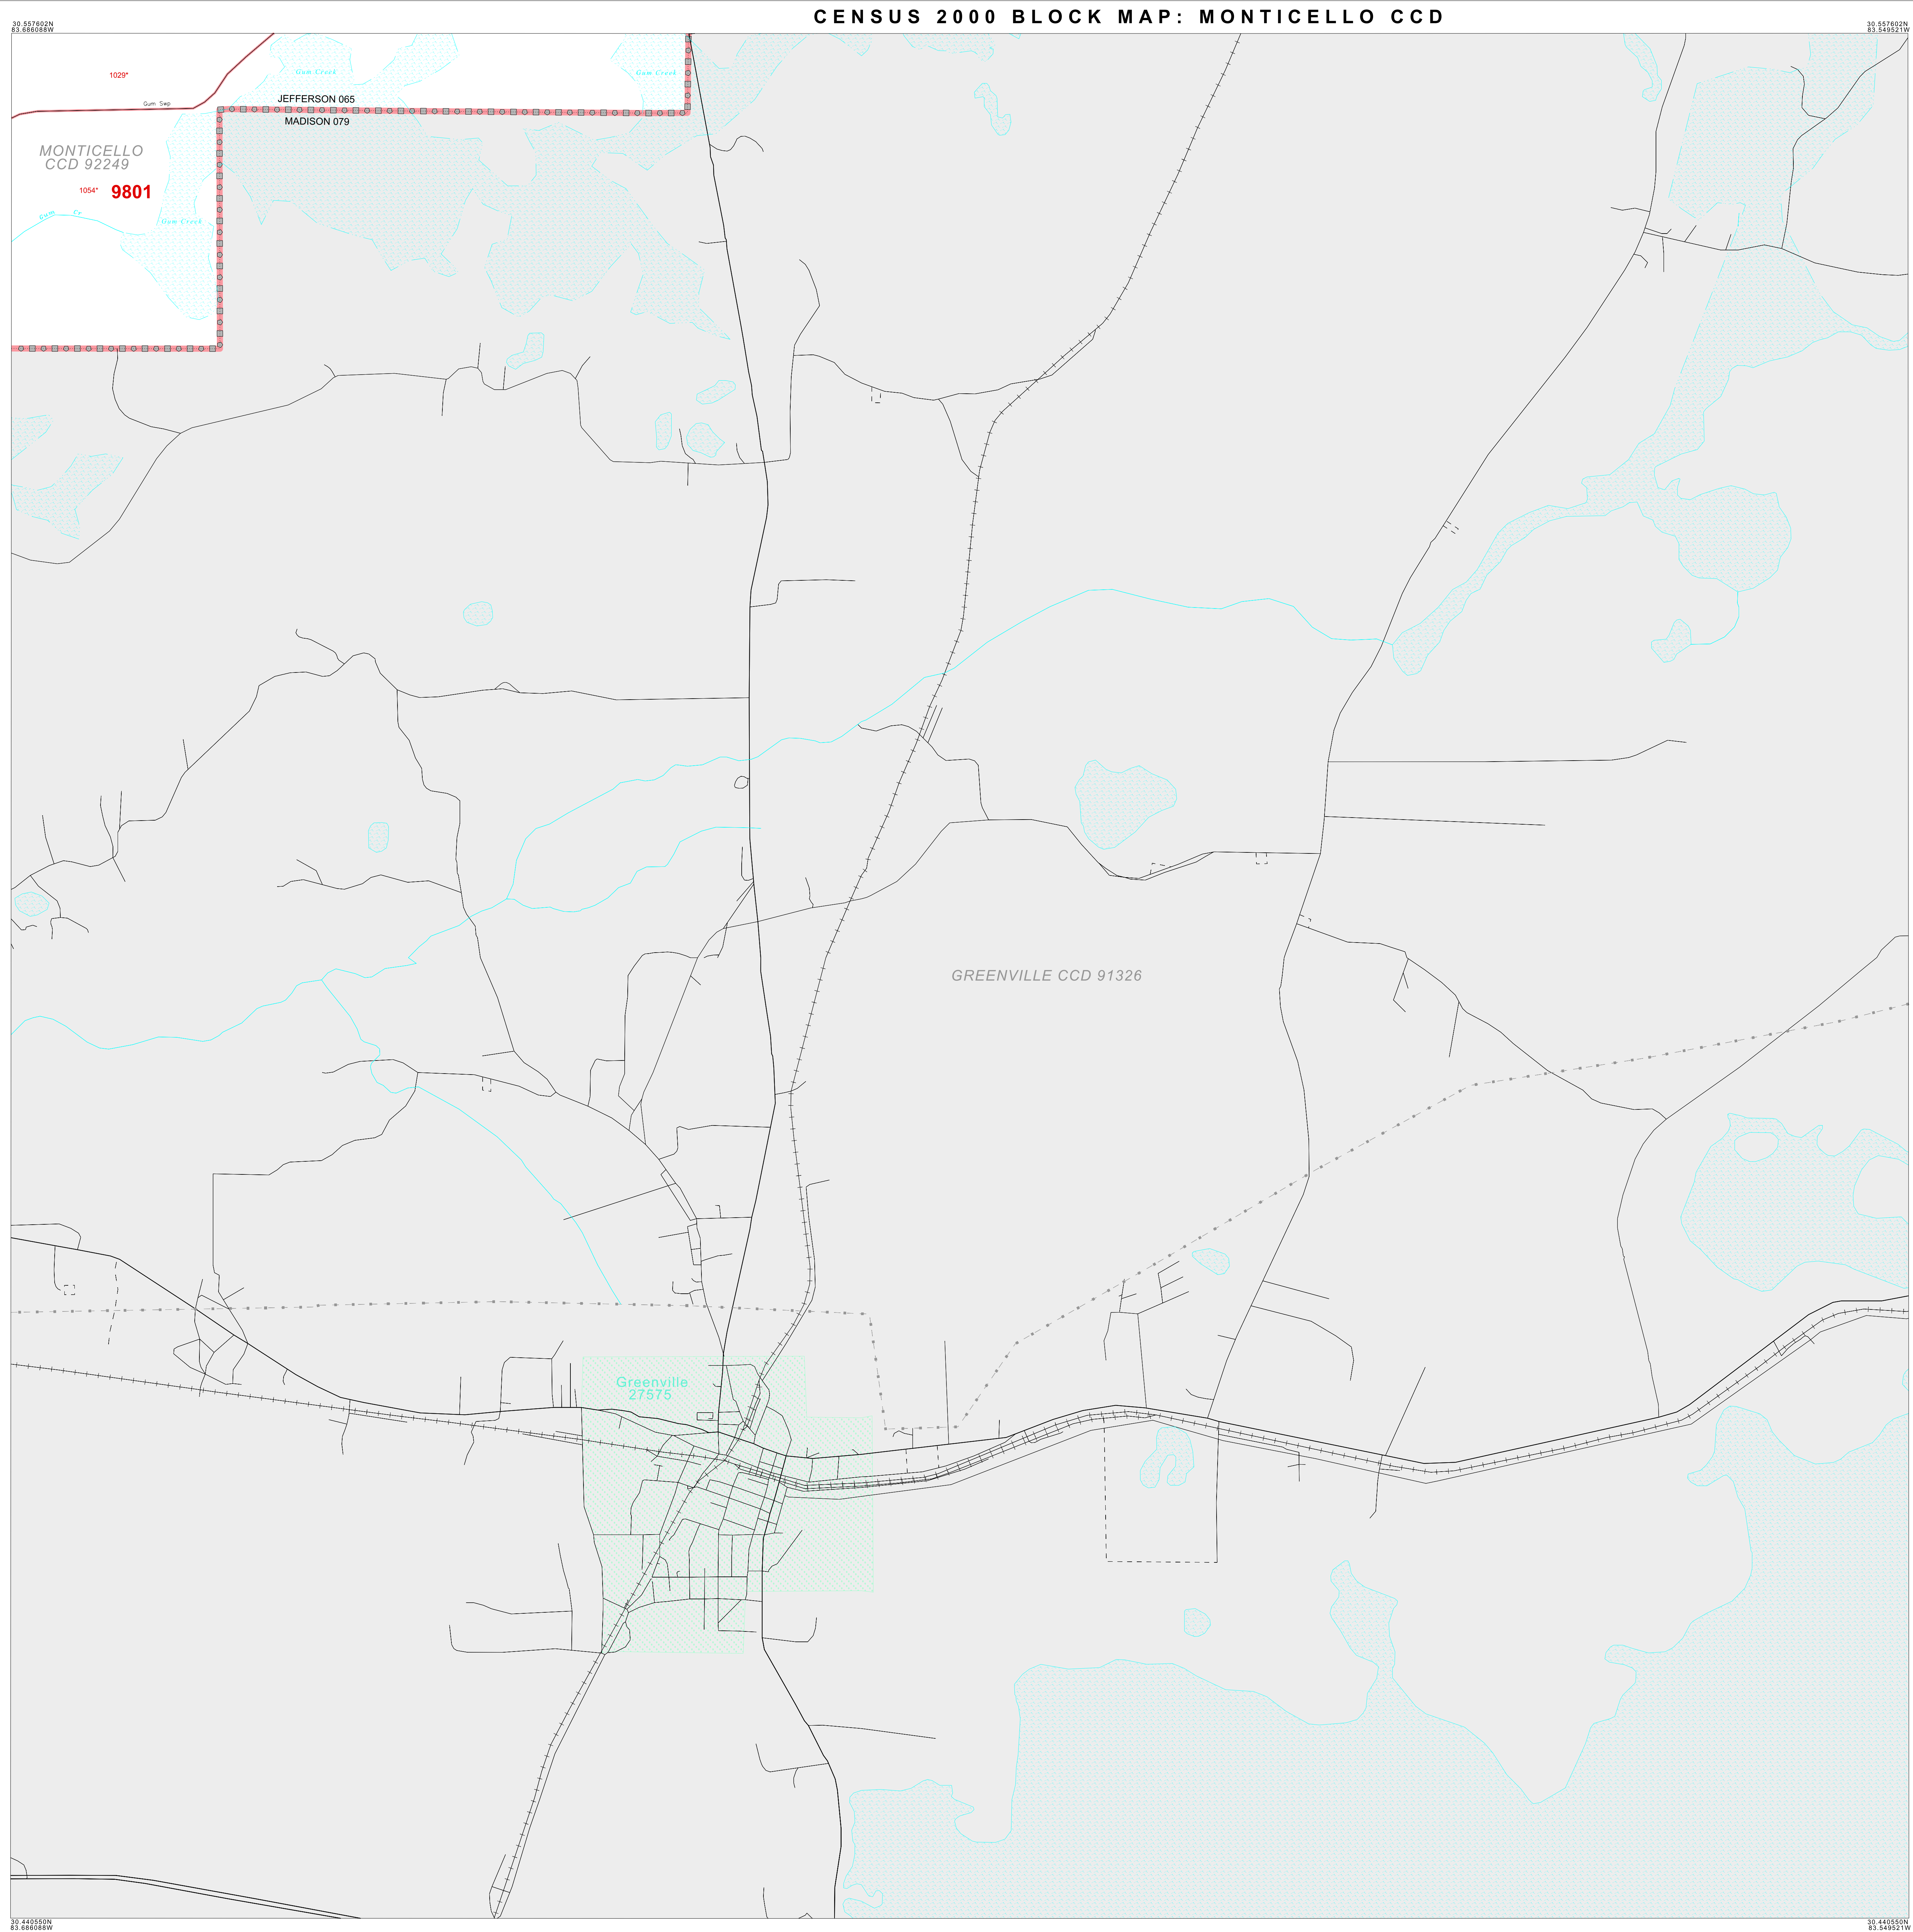 CENSUS 2000 BLOCK MAP: MONTICELLO CCD
30.557602N
83.686088W
30.557602N
83.549521W
1029*
Gum Creek
Gum Creek
Gum Swp
JEFFERSON 065
MADISON 079
MONTICELLO
CCD 92249
1054*
9801
Gum Cr
Gum Creek
GREENVILLE CCD 91326
Greenville
27575
30.440550N
83.686088W
30.440550N
83.549521W